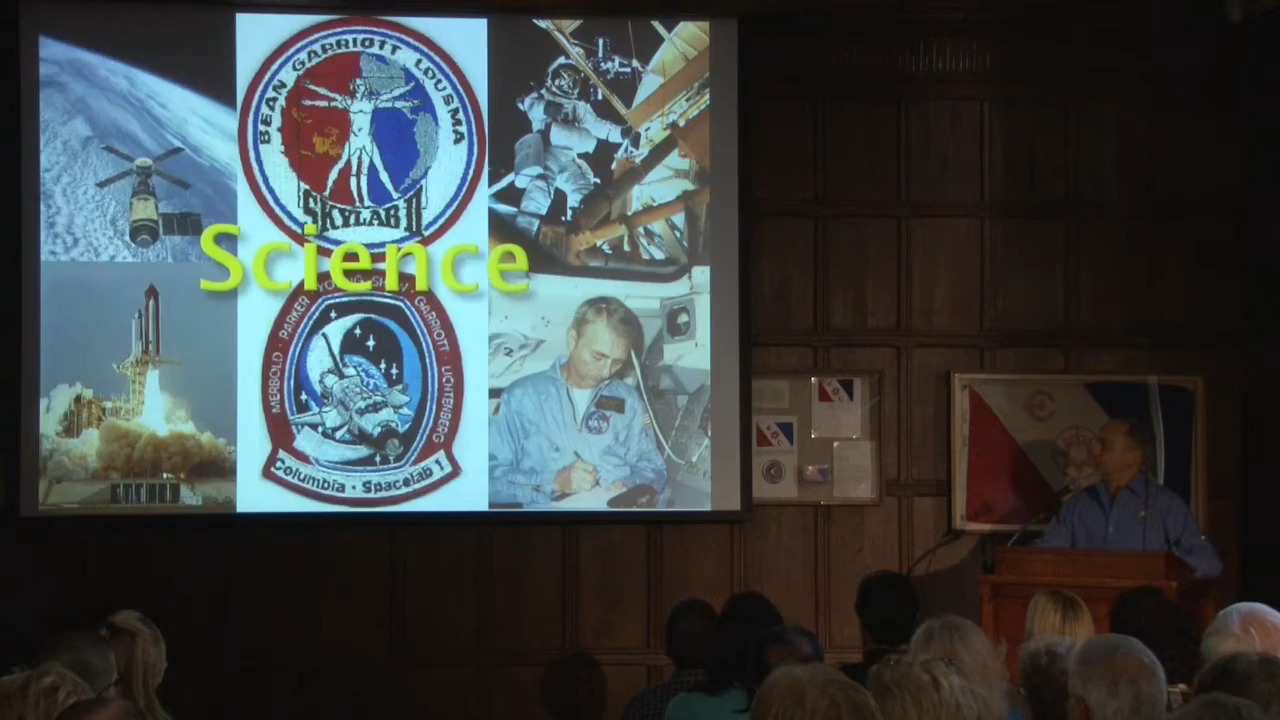 BEAN GARRIOTT LOUSMA
SKYLAB II
Science
MERBOLD · PARKER · YOUNG · SHAW · GARRIOTT · LICHTENBERG
Columbia · Spacelab 1